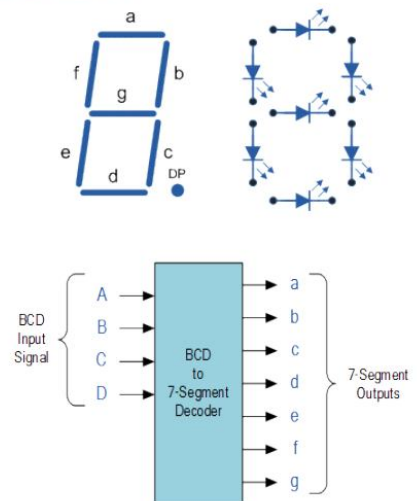 a
f
b
g
e
c
d
DP
BCD
Input
Signal
A
B
C
D
BCD
to
7-Segment
Decoder
a
b
c
d
e
f
g
7-Segment
Outputs